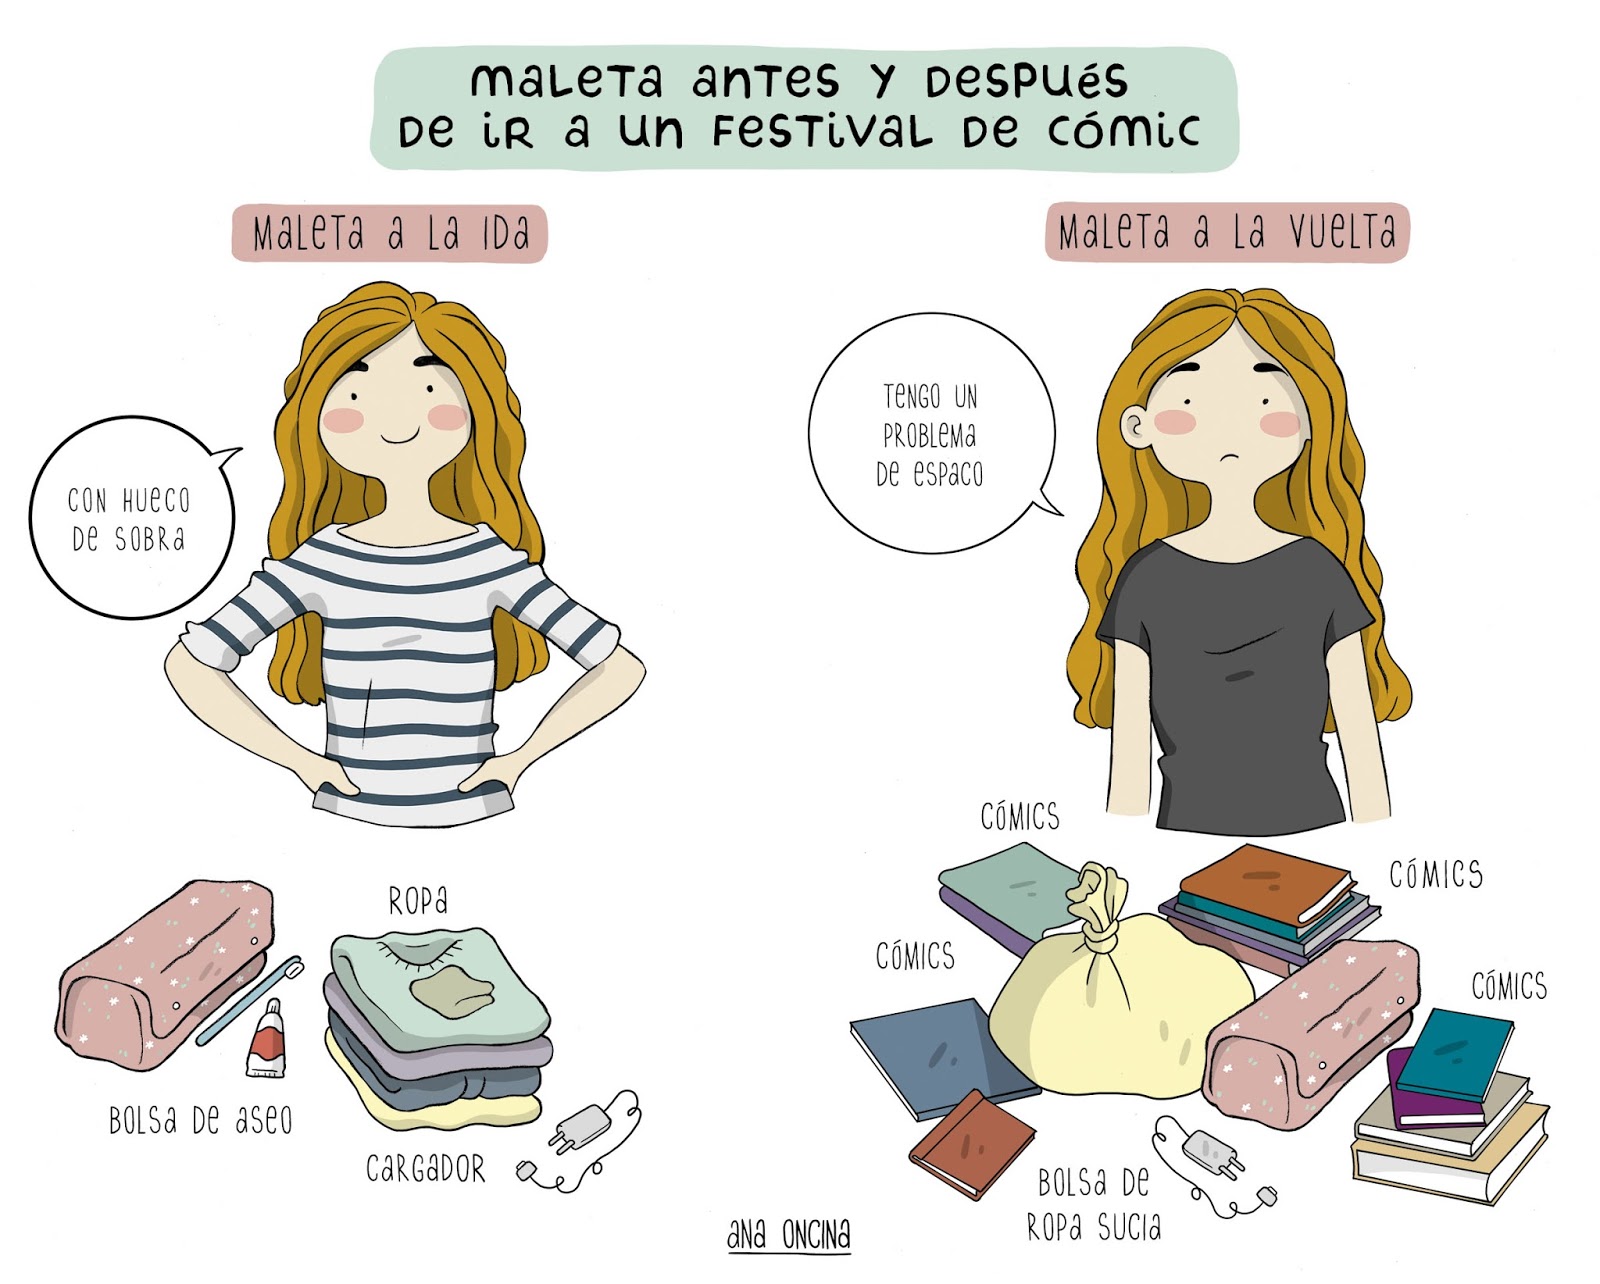 MALETA ANTES Y DESPUÉS
DE IR A UN FESTIVAL DE CÓMIC
MALETA A LA IDA
CON HUECO
DE SOBRA
ROPA
BOLSA DE ASEO
CARGADOR
MALETA A LA VUELTA
TENGO UN
PROBLEMA
DE ESPACO
CÓMICS
CÓMICS
CÓMICS
CÓMICS
BOLSA DE
ROPA SUCIA
ANA ONCINA